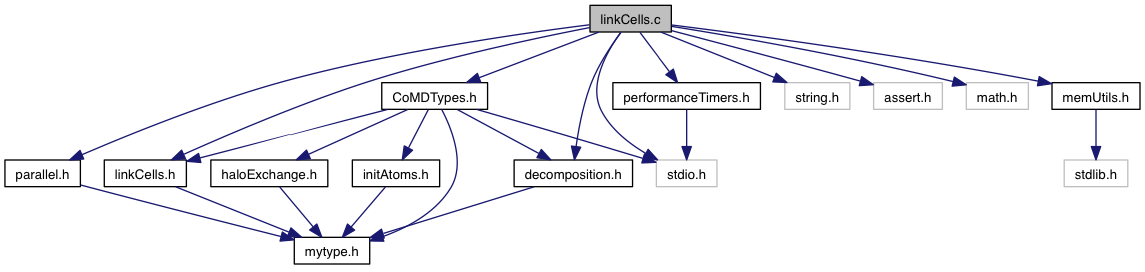 linkCells.c
CoMDTypes.h
performanceTimers.h
string.h
assert.h
math.h
memUtils.h
parallel.h
linkCells.h
haloExchange.h
initAtoms.h
decomposition.h
stdio.h
stdlib.h
mytype.h